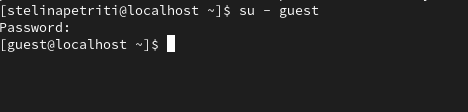 [stelinapetriti@localhost ~]$ su - guest
Password:
[guest@localhost ~]$